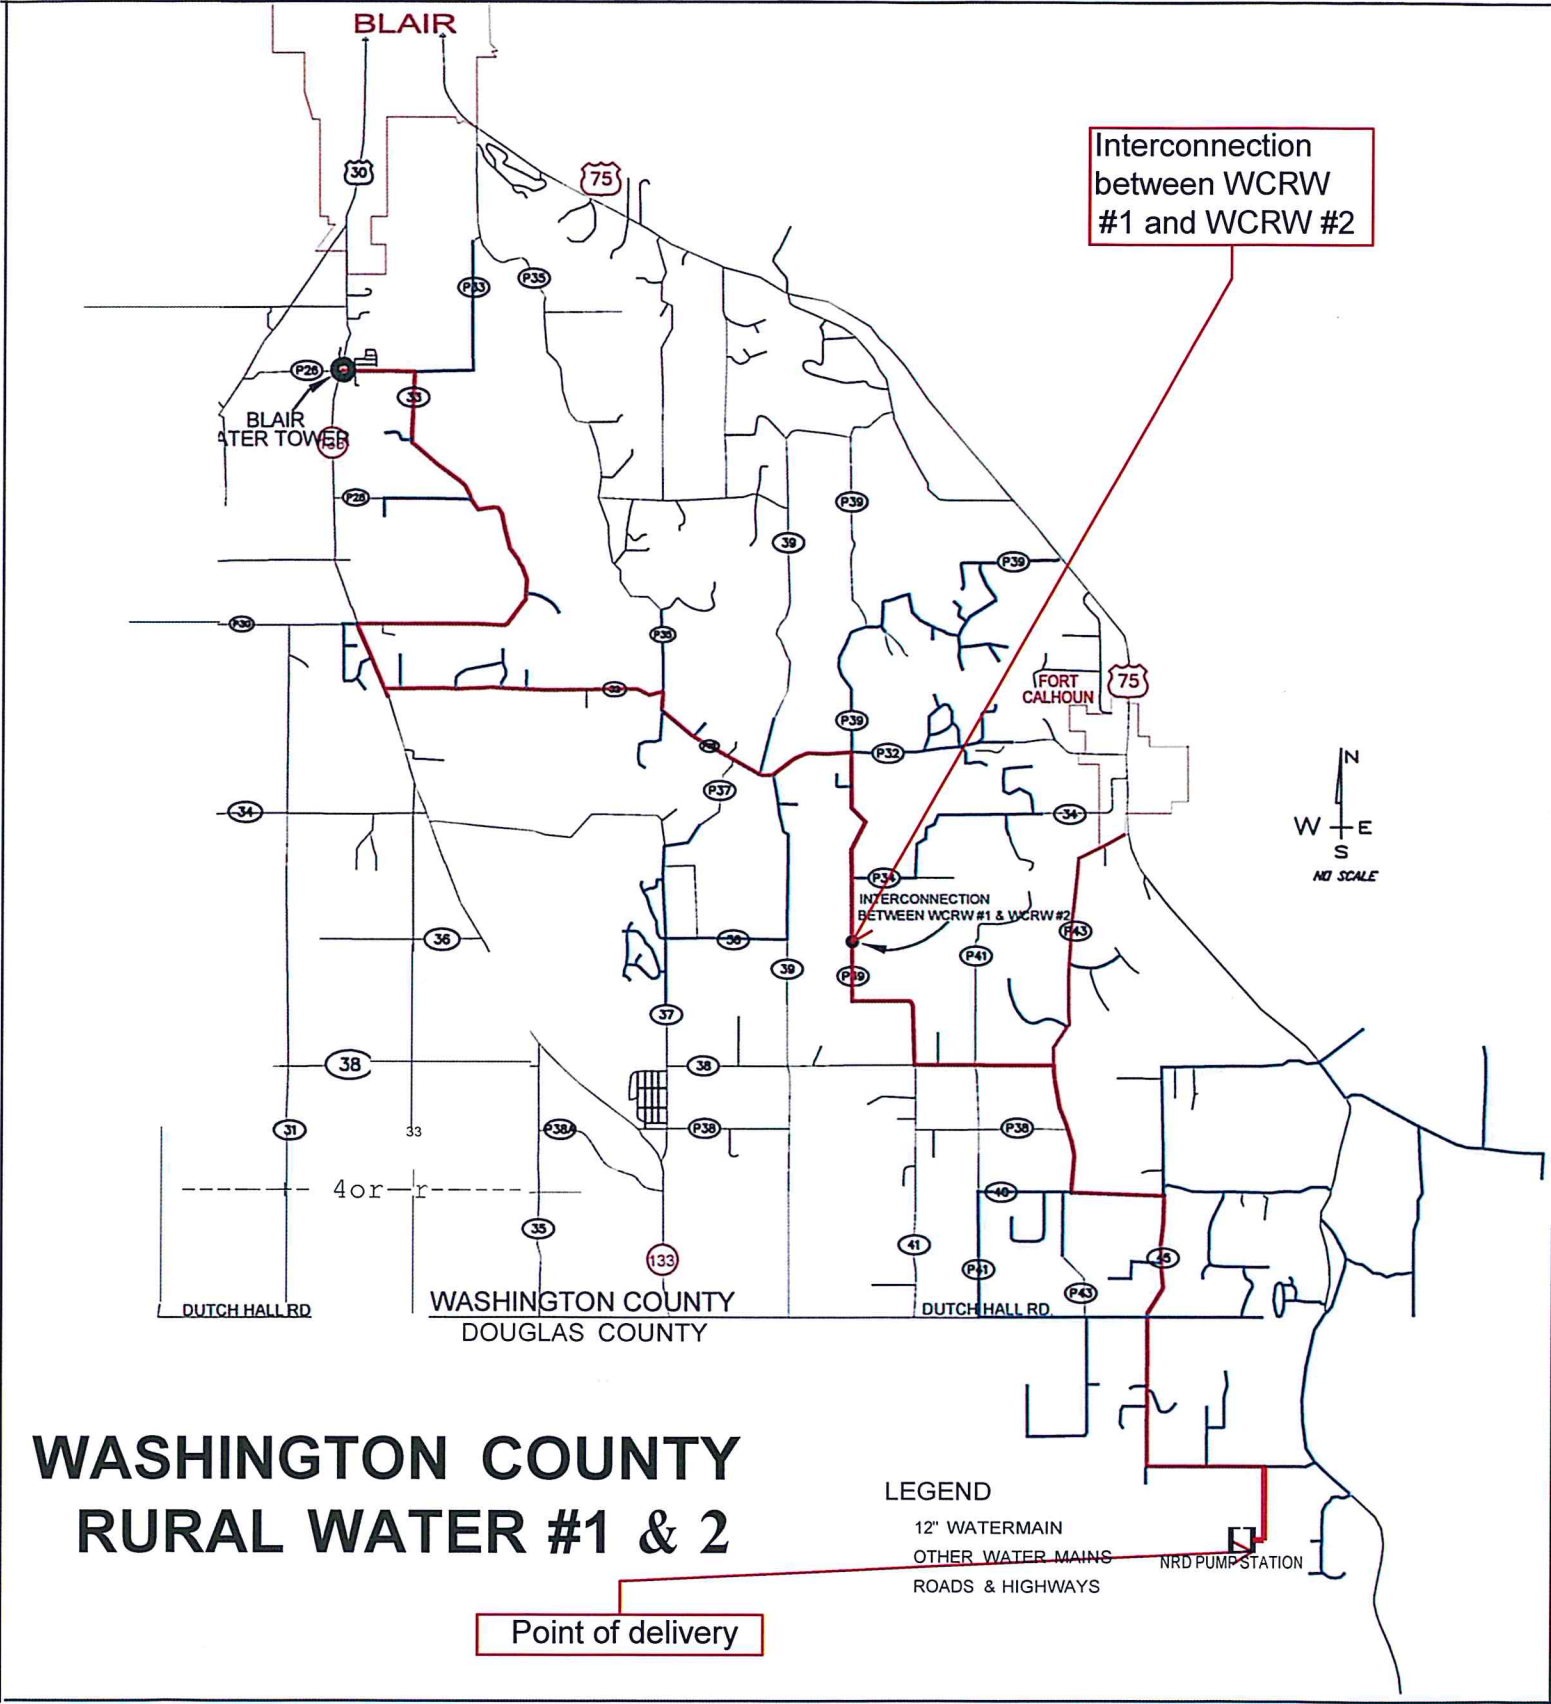 BLAIR
30
75
Interconnection
between WCRW
#1 and WCRW #2
P33
P35
P26
33
BLAIR
ATER TOWER
P28
P39
39
P39
P30
P35
FORT
CALHOUN
75
33
P39
P32
P37
N
W E
S
NO SCALE
34
34
P34
INTERCONNECTION
BETWEEN WCRW #1 & WCRW #2
P43
36
36
P41
39
P39
37
38
38
31
33
P38A
P38
P38
4or r
40
35
133
41
45
P41
P43
DUTCH HALL RD
WASHINGTON COUNTY
DUTCH HALL RD.
DOUGLAS COUNTY
WASHINGTON COUNTY
RURAL WATER #1 & 2
LEGEND
12" WATERMAIN
OTHER WATER MAINS
ROADS & HIGHWAYS
NRD PUMP STATION
Point of delivery